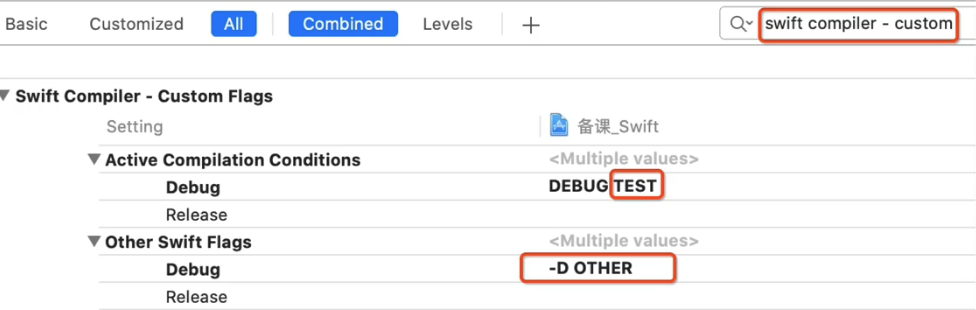 Basic Customized All Combined Levels + swift compiler - custom
Swift Compiler - Custom Flags
Setting 备课_Swift
Active Compilation Conditions <Multiple values>
Debug DEBUG TEST
Release
Other Swift Flags <Multiple values>
Debug -D OTHER
Release